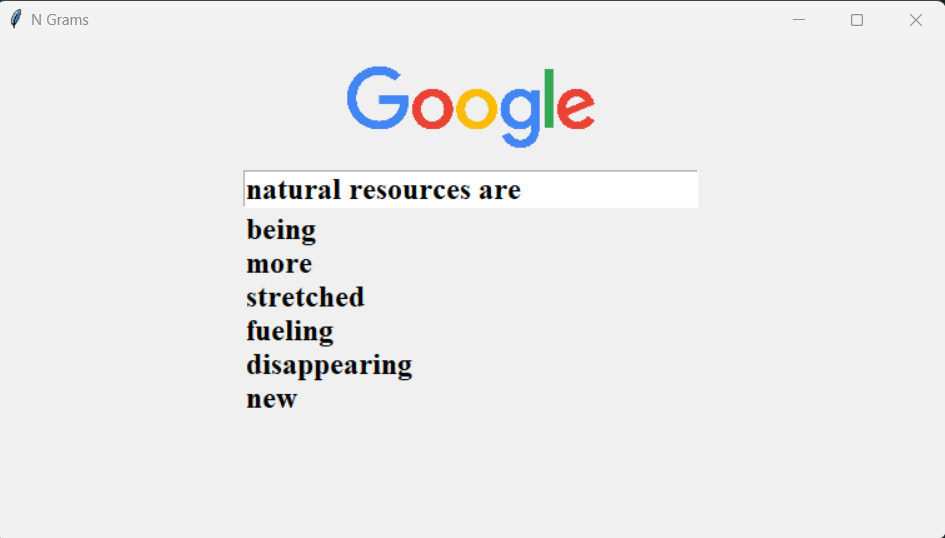 N Grams
Google
natural resources are
being
more
stretched
fueling
disappearing
new